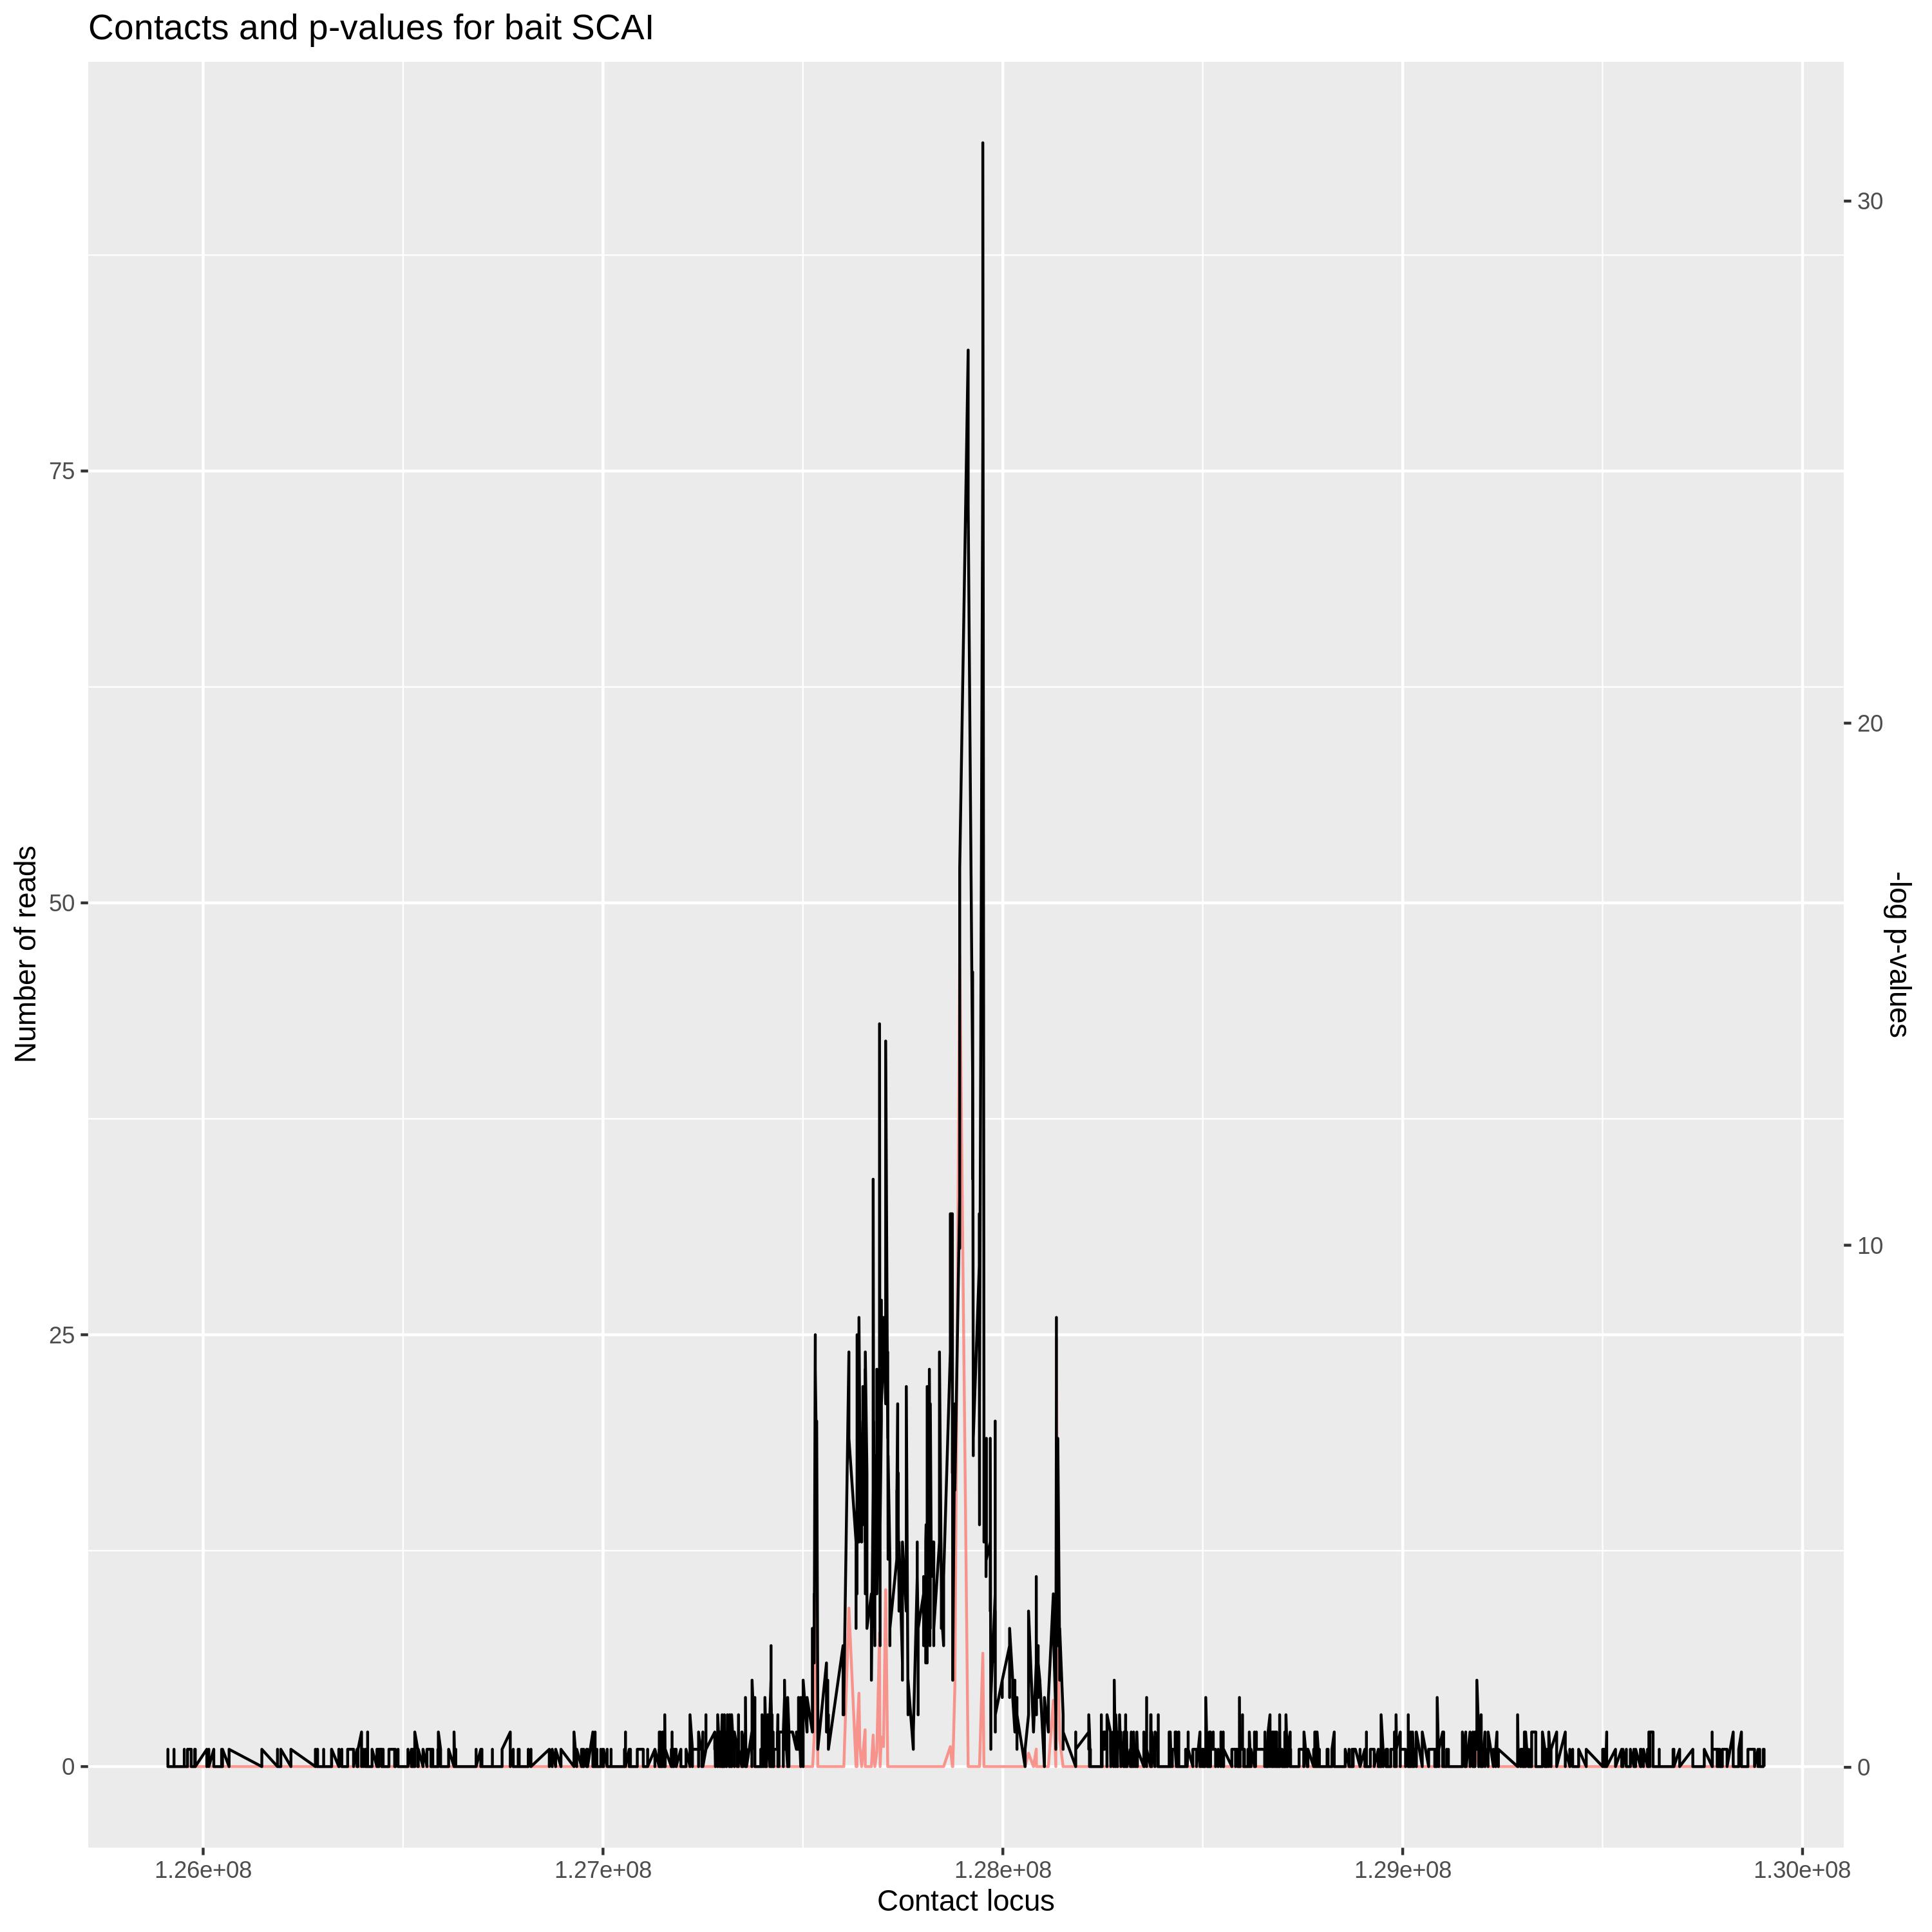 Contacts and p-values for bait SCAI
Number of reads
75
50
25
0
30
20
10
0
-log p-values
1.26e+08
1.27e+08
1.28e+08
1.29e+08
1.30e+08
Contact locus